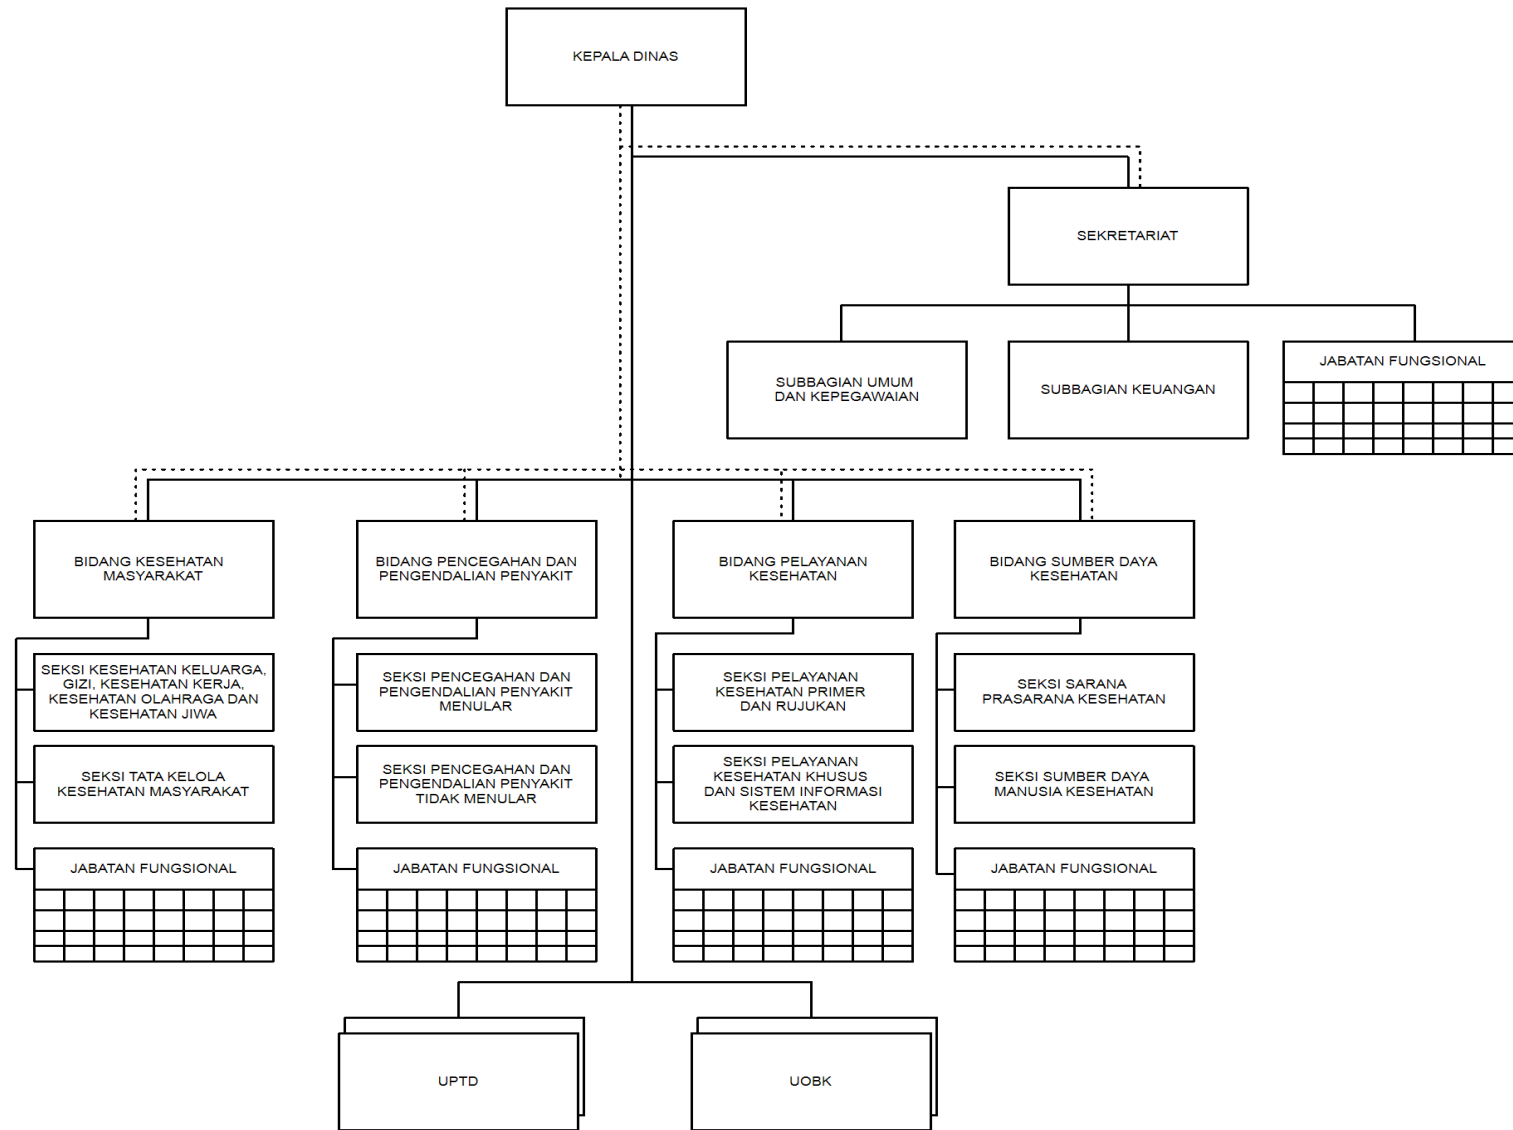 KEPALA DINAS
SEKRETARIAT
SUBBAGIAN UMUM
DAN KEPEGAWAIAN
SUBBAGIAN KEUANGAN
JABATAN FUNGSIONAL
BIDANG KESEHATAN
MASYARAKAT
BIDANG PENCEGAHAN DAN
PENGENDALIAN PENYAKIT
BIDANG PELAYANAN
KESEHATAN
BIDANG SUMBER DAYA
KESEHATAN
SEKSI KESEHATAN KELUARGA,
GIZI, KESEHATAN KERJA,
KESEHATAN OLAHRAGA DAN
KESEHATAN JIWA
SEKSI PENCEGAHAN DAN
PENGENDALIAN PENYAKIT
MENULAR
SEKSI PELAYANAN
KESEHATAN PRIMER
DAN RUJUKAN
SEKSI SARANA
PRASARANA KESEHATAN
SEKSI TATA KELOLA
KESEHATAN MASYARAKAT
SEKSI PENCEGAHAN DAN
PENGENDALIAN PENYAKIT
TIDAK MENULAR
SEKSI PELAYANAN
KESEHATAN KHUSUS
DAN SISTEM INFORMASI
KESEHATAN
SEKSI SUMBER DAYA
MANUSIA KESEHATAN
JABATAN FUNGSIONAL
JABATAN FUNGSIONAL
JABATAN FUNGSIONAL
JABATAN FUNGSIONAL
UPTD
UOBK